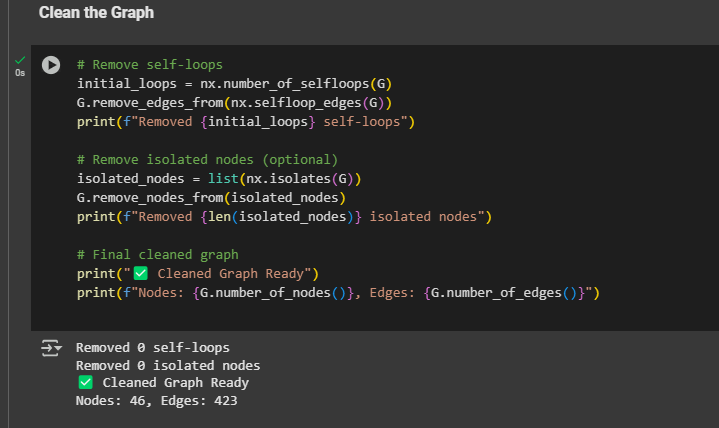 Clean the Graph
0s
# Remove self-loops
initial_loops = nx.number_of_selfloops(G)
G.remove_edges_from(nx.selfloop_edges(G))
print(f"Removed {initial_loops} self-loops")
# Remove isolated nodes (optional)
isolated_nodes = list(nx.isolates(G))
G.remove_nodes_from(isolated_nodes)
print(f"Removed {len(isolated_nodes)} isolated nodes")
# Final cleaned graph
print("✅ Cleaned Graph Ready")
print(f"Nodes: {G.number_of_nodes()}, Edges: {G.number_of_edges()}")
Removed 0 self-loops
Removed 0 isolated nodes
✅ Cleaned Graph Ready
Nodes: 46, Edges: 423